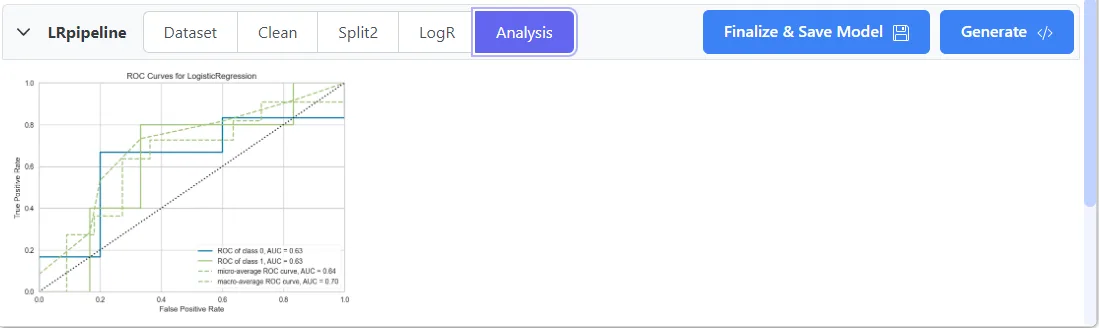 LRpipeline Dataset Clean Split2 LogR Analysis Finalize & Save Model Generate </>
ROC Curves for LogisticRegression
1.0
0.8
0.6
0.4
0.2
0.0
True Positive Rate
ROC of class 0, AUC = 0.63
ROC of class 1, AUC = 0.63
micro-average ROC curve, AUC = 0.64
macro-average ROC curve, AUC = 0.70
0.0 0.2 0.4 0.6 0.8 1.0
False Positive Rate